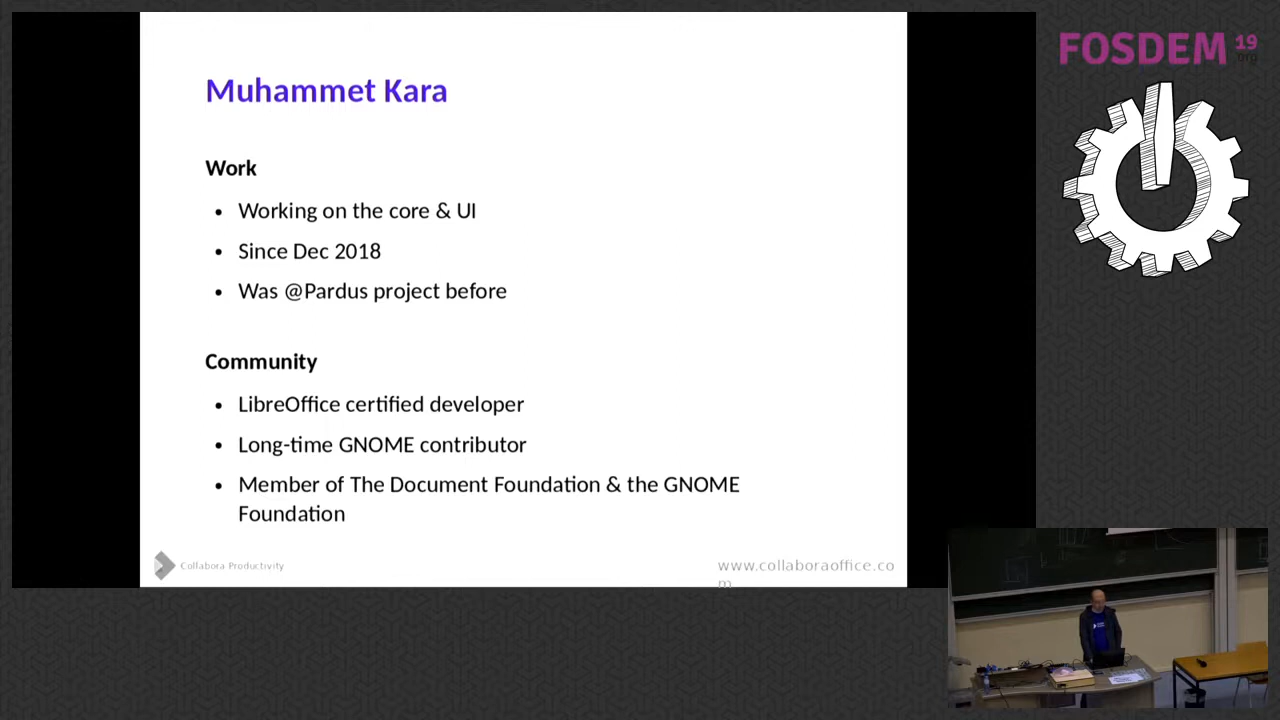 Muhammet Kara
Work
• Working on the core & UI
• Since Dec 2018
• Was @Pardus project before
Community
• LibreOffice certified developer
• Long-time GNOME contributor
• Member of The Document Foundation & the GNOME
Foundation
Collabora Productivity
www.collaboraoffice.co
m
FOSDEM 19
.org